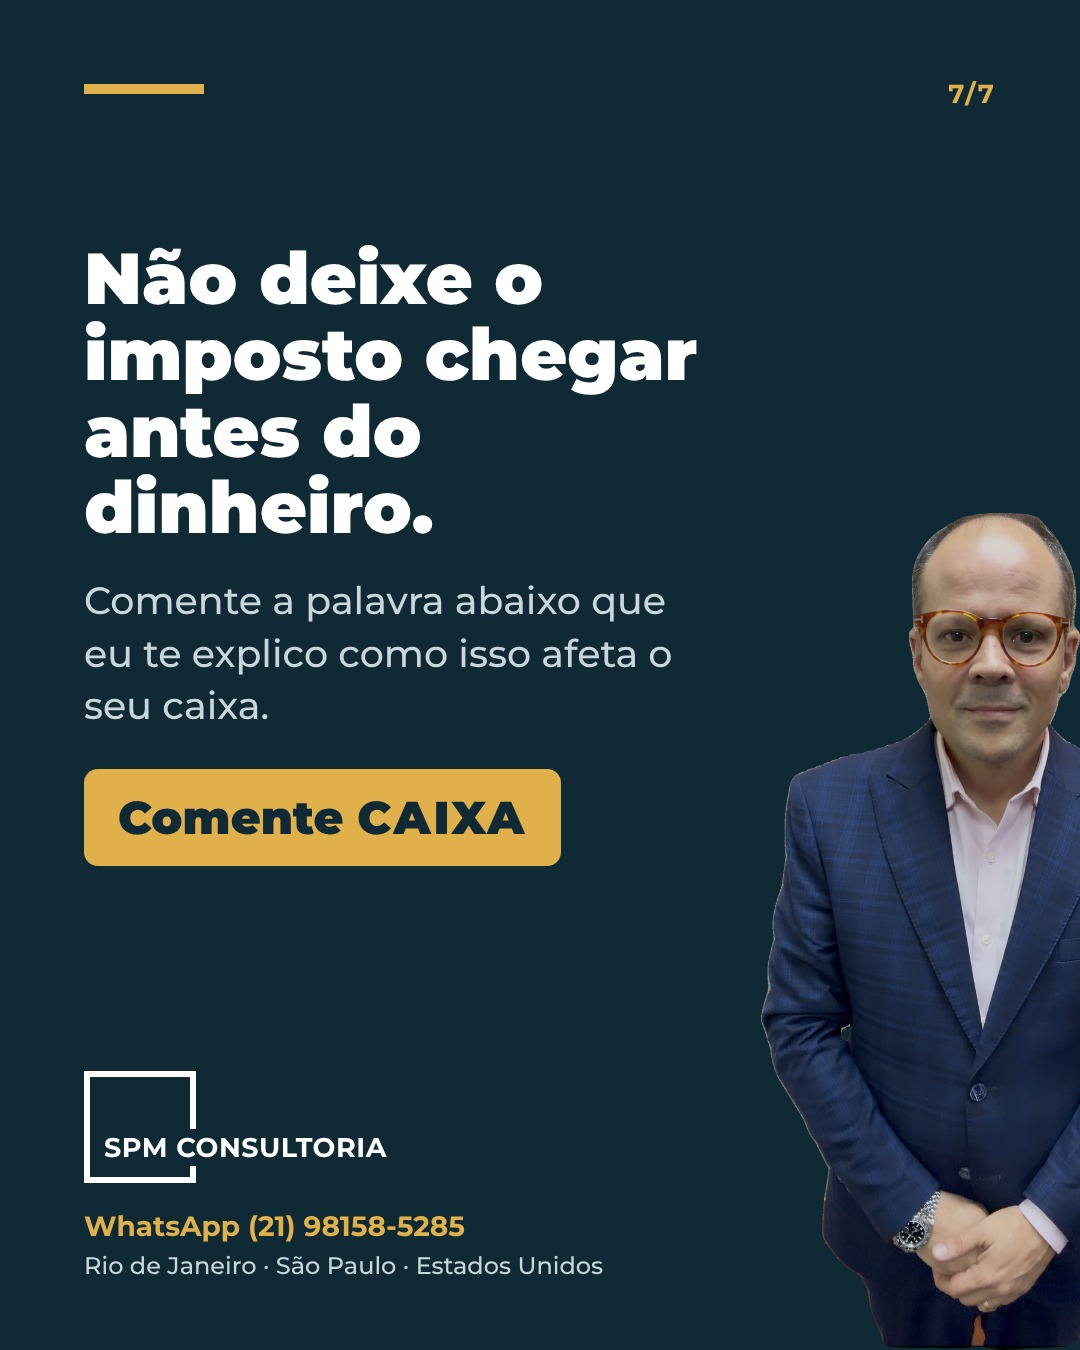 7/7
Não deixe o
imposto chegar
antes do
dinheiro.
Comente a palavra abaixo que
eu te explico como isso afeta o
seu caixa.
Comente CAIXA
SPM CONSULTORIA
WhatsApp (21) 98158-5285
Rio de Janeiro · São Paulo · Estados Unidos